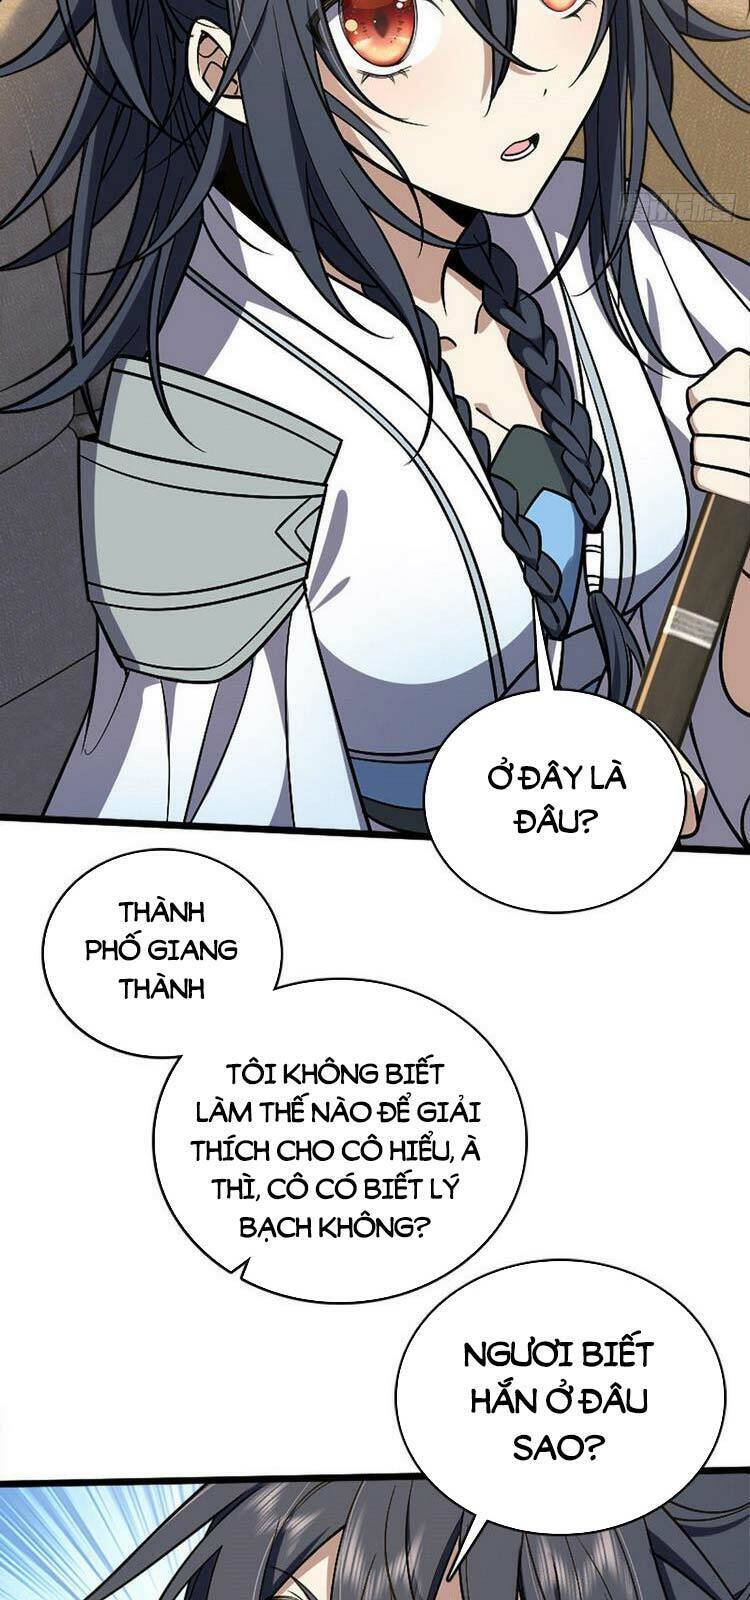 Ở ĐÂY LÀ
ĐÂU?
THÀNH
PHỐ GIANG
THÀNH
TÔI KHÔNG BIẾT
LÀM THẾ NÀO ĐỂ GIẢI
THÍCH CHO CÔ HIỂU, À
THÌ, CÔ CÓ BIẾT LÝ
BẠCH KHÔNG?
NGƯƠI BIẾT
HẮN Ở ĐÂU
SAO?